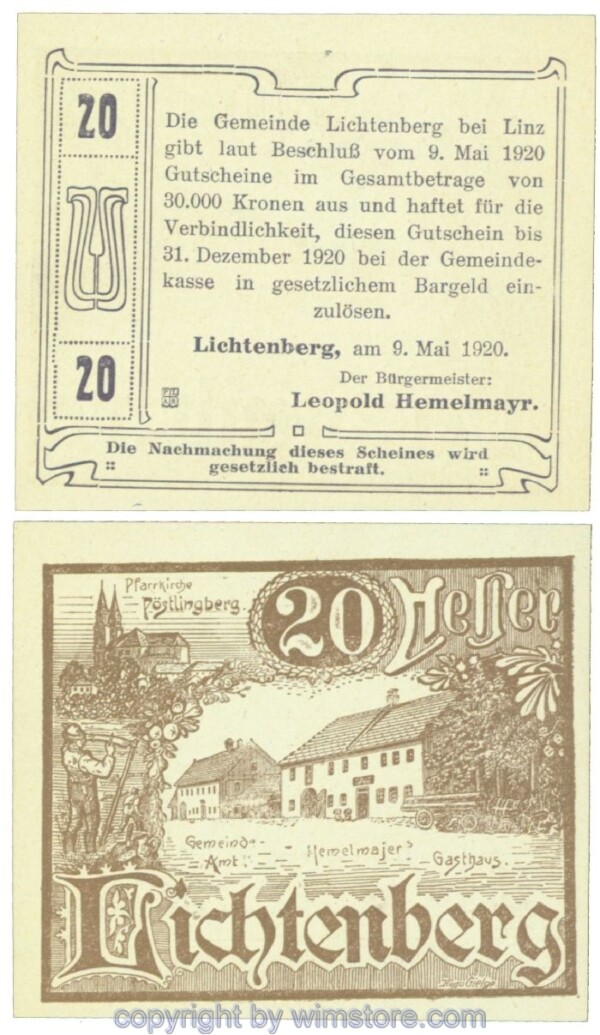 20
Die Gemeinde Lichtenberg bei Linz
gibt laut Beschluß vom 9. Mai 1920
Gutscheine im Gesamtbetrage von
30.000 Kronen aus und haftet für die
Verbindlichkeit, diesen Gutschein bis
31. Dezember 1920 bei der Gemeinde-
kasse in gesetzlichem Bargeld ein-
zulösen.
Lichtenberg, am 9. Mai 1920.
20
Der Bürgermeister:
Leopold Hemelmayr.
Die Nachmachung dieses Scheines wird
:: gesetzlich bestraft. ::
Pfarrkirche
Pöstlingberg.
20 Heller
Gemeinde-
Amt.
Hemelmajer's
Gasthaus.
Lichtenberg
copyright by wimstore.com